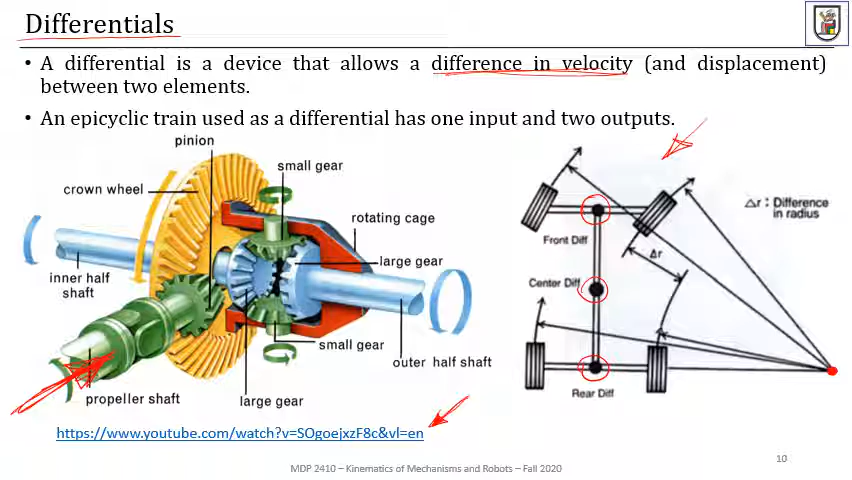 Differentials
• A differential is a device that allows a difference in velocity (and displacement)
between two elements.
• An epicyclic train used as a differential has one input and two outputs.
pinion
small gear
crown wheel
rotating cage
large gear
inner half
shaft
small gear
outer half shaft
propeller shaft
large gear
Δr : Difference
in radius
Front Diff
Δr
Center Diff
Rear Diff
https://www.youtube.com/watch?v=SOgoejxzF8c&vl=en
MDP 2410 – Kinematics of Mechanisms and Robots – Fall 2020
10